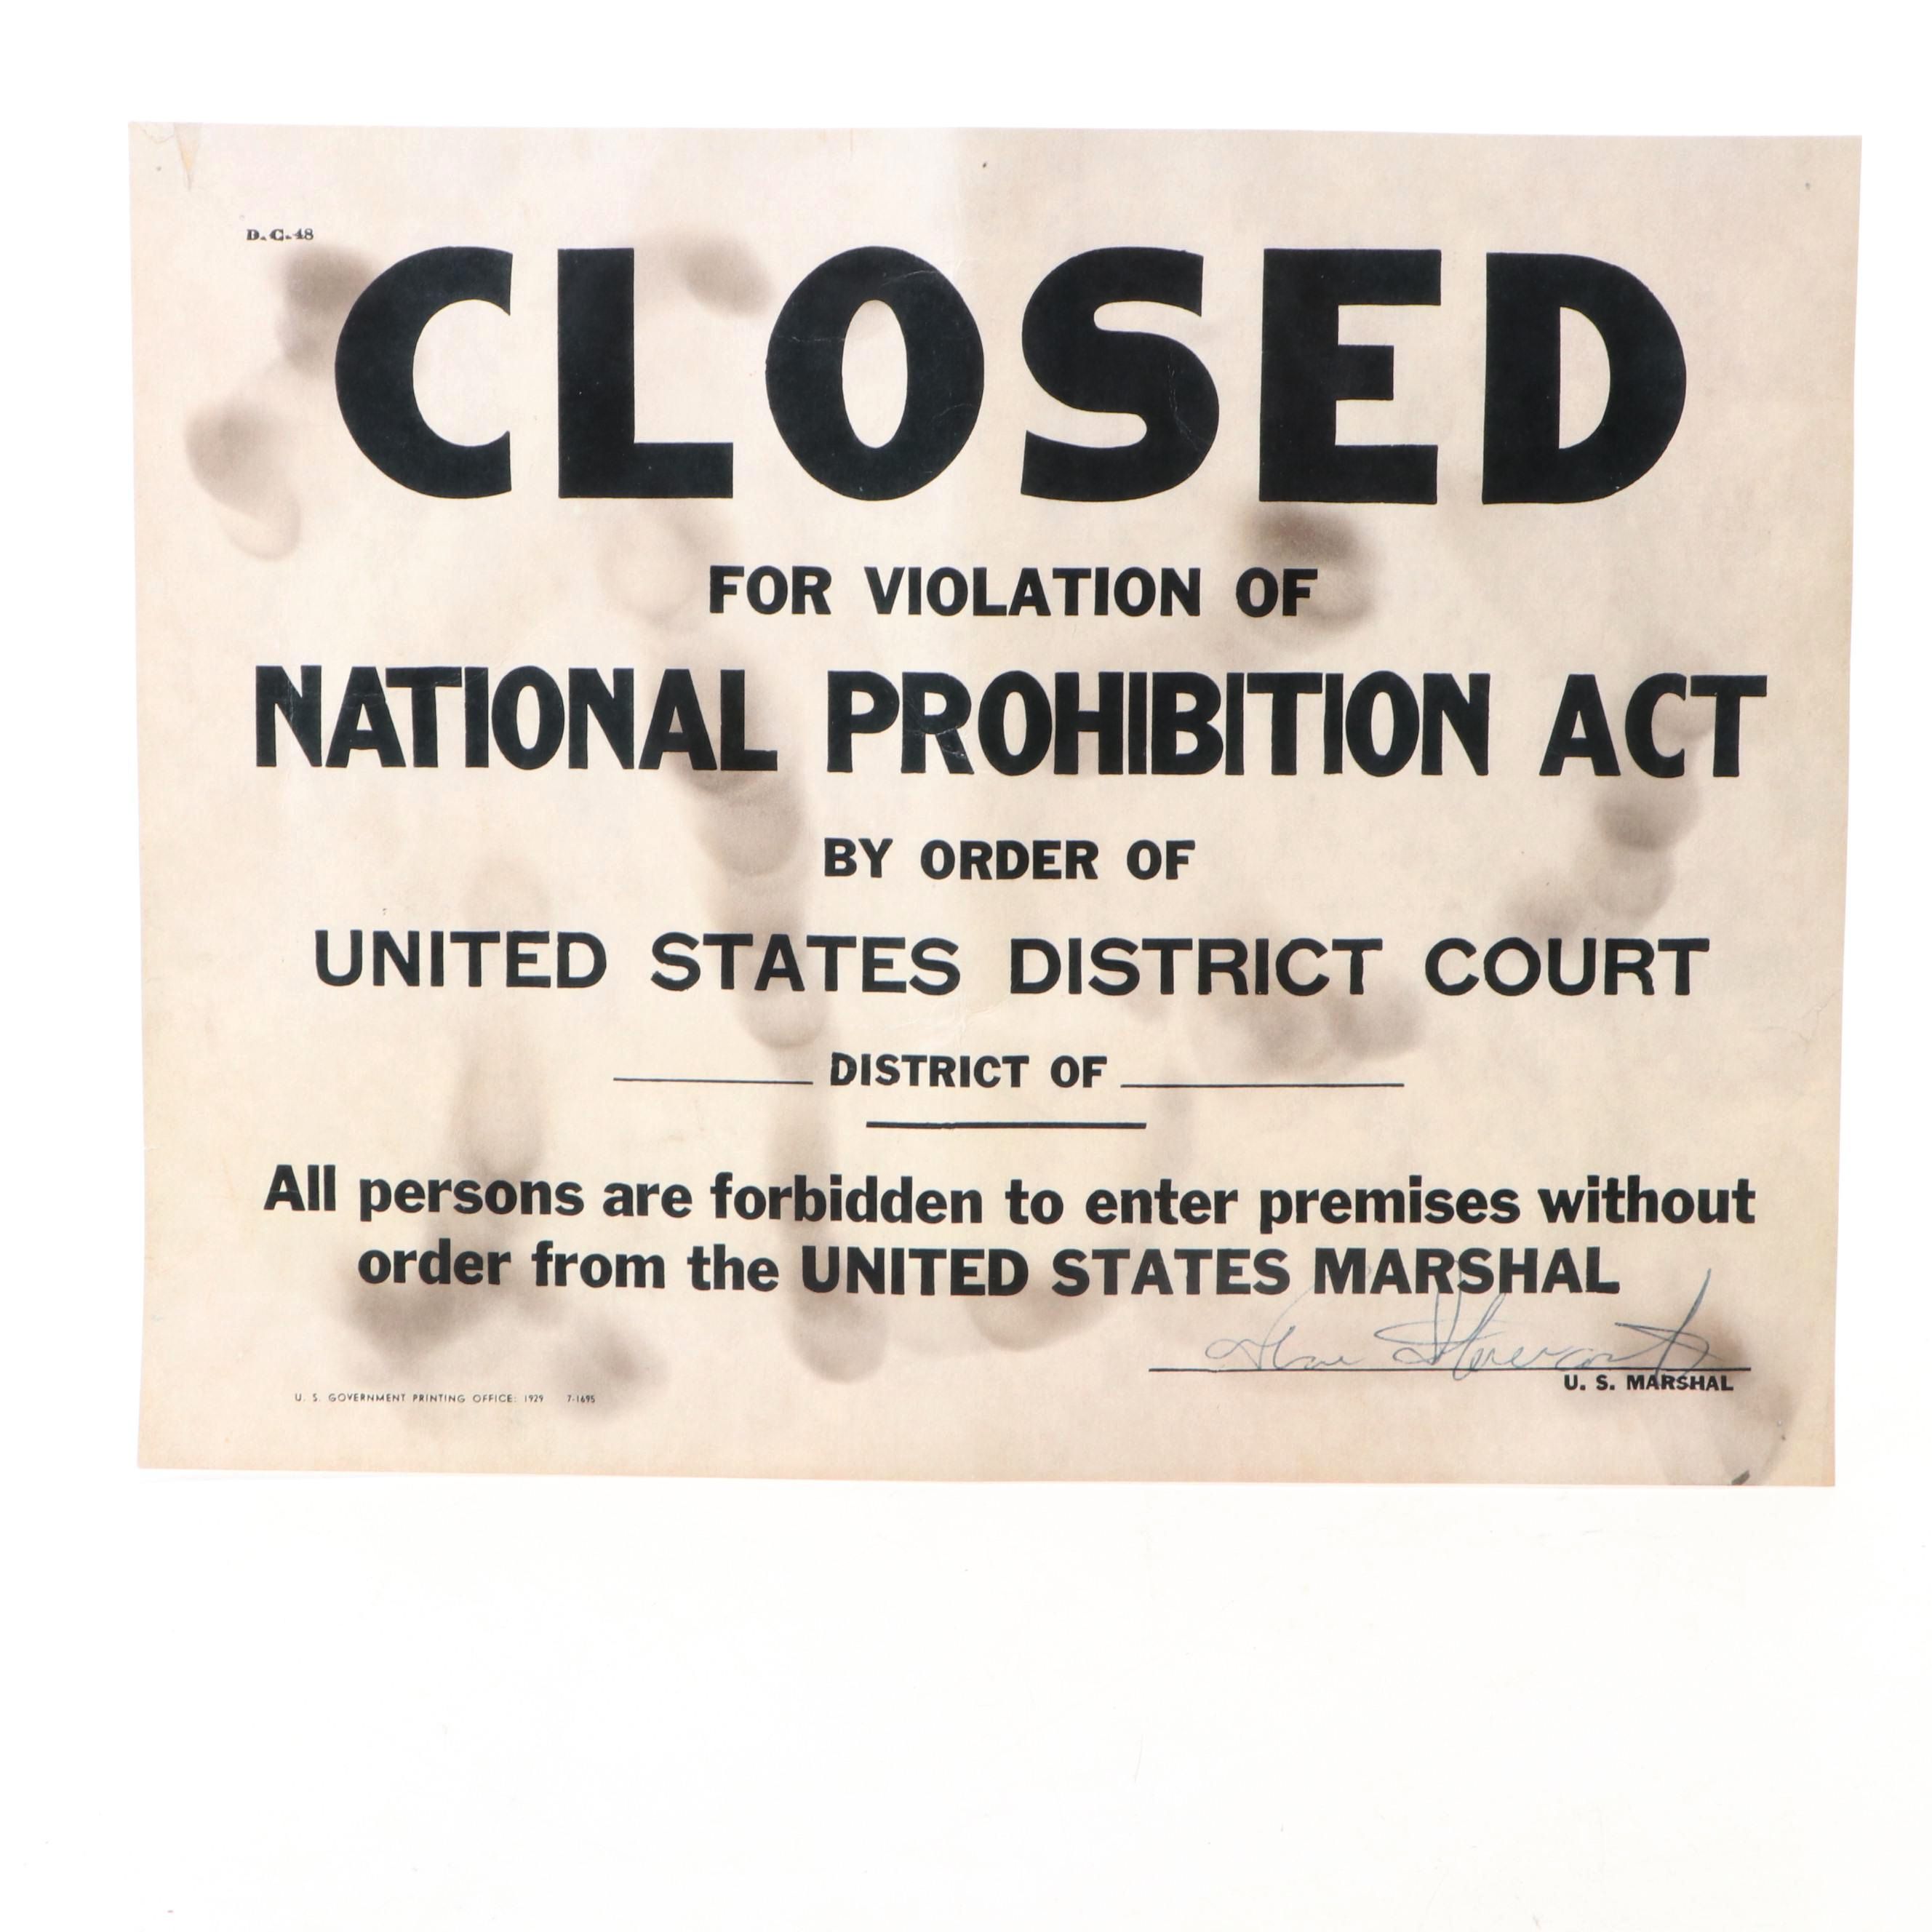 D. C. 48
CLOSED
FOR VIOLATION OF
NATIONAL PROHIBITION ACT
BY ORDER OF
UNITED STATES DISTRICT COURT
DISTRICT OF
All persons are forbidden to enter premises without
order from the UNITED STATES MARSHAL
U. S. MARSHAL
U. S. GOVERNMENT PRINTING OFFICE: 1929 7-1695